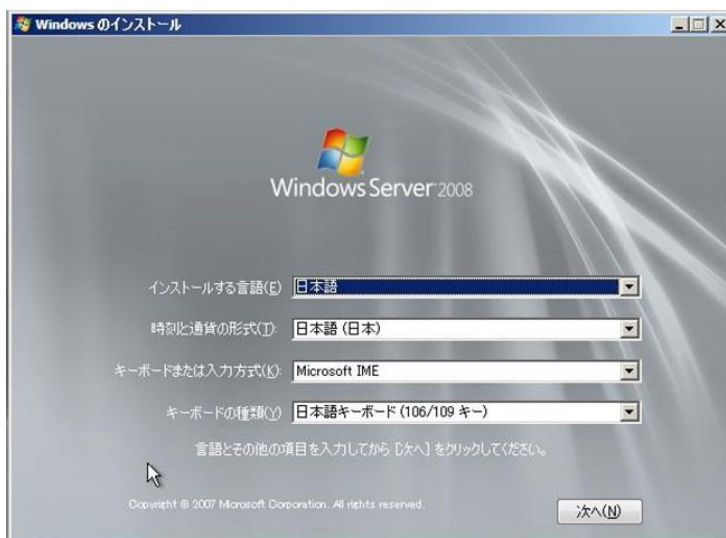 Windows のインストール
Windows Server 2008
インストールする言語(E) 日本語
時刻と通貨の形式(T): 日本語 (日本)
キーボードまたは入力方式(K): Microsoft IME
キーボードの種類(Y) 日本語キーボード (106/109 キー)
言語とその他の項目を入力してから [次へ] をクリックしてください。
Copyright © 2007 Microsoft Corporation. All rights reserved.
次へ(N)